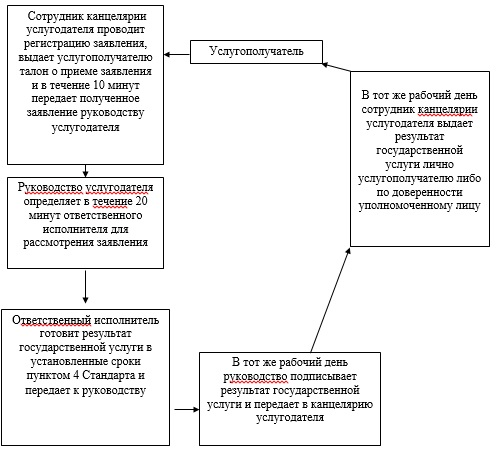 Сотрудник канцелярии
услугодателя проводит
регистрацию заявления,
выдает услугополучателю
талон о приеме заявления
и в течение 10 минут
передает полученное
заявление руководству
услугодателя
Услугополучатель
В тот же рабочий день
сотрудник канцелярии
услугодателя выдает
результат
государственной
услуги лично
услугополучателю либо
по доверенности
уполномоченному лицу
Руководство услугодателя
определяет в течение 20
минут ответственного
исполнителя для
рассмотрения заявления
Ответственный исполнитель
готовит результат
государственной услуги в
установленные сроки
пунктом 4 Стандарта и
передает к руководству
В тот же рабочий день
руководство подписывает
результат государственной
услуги и передает в канцелярию
услугодателя